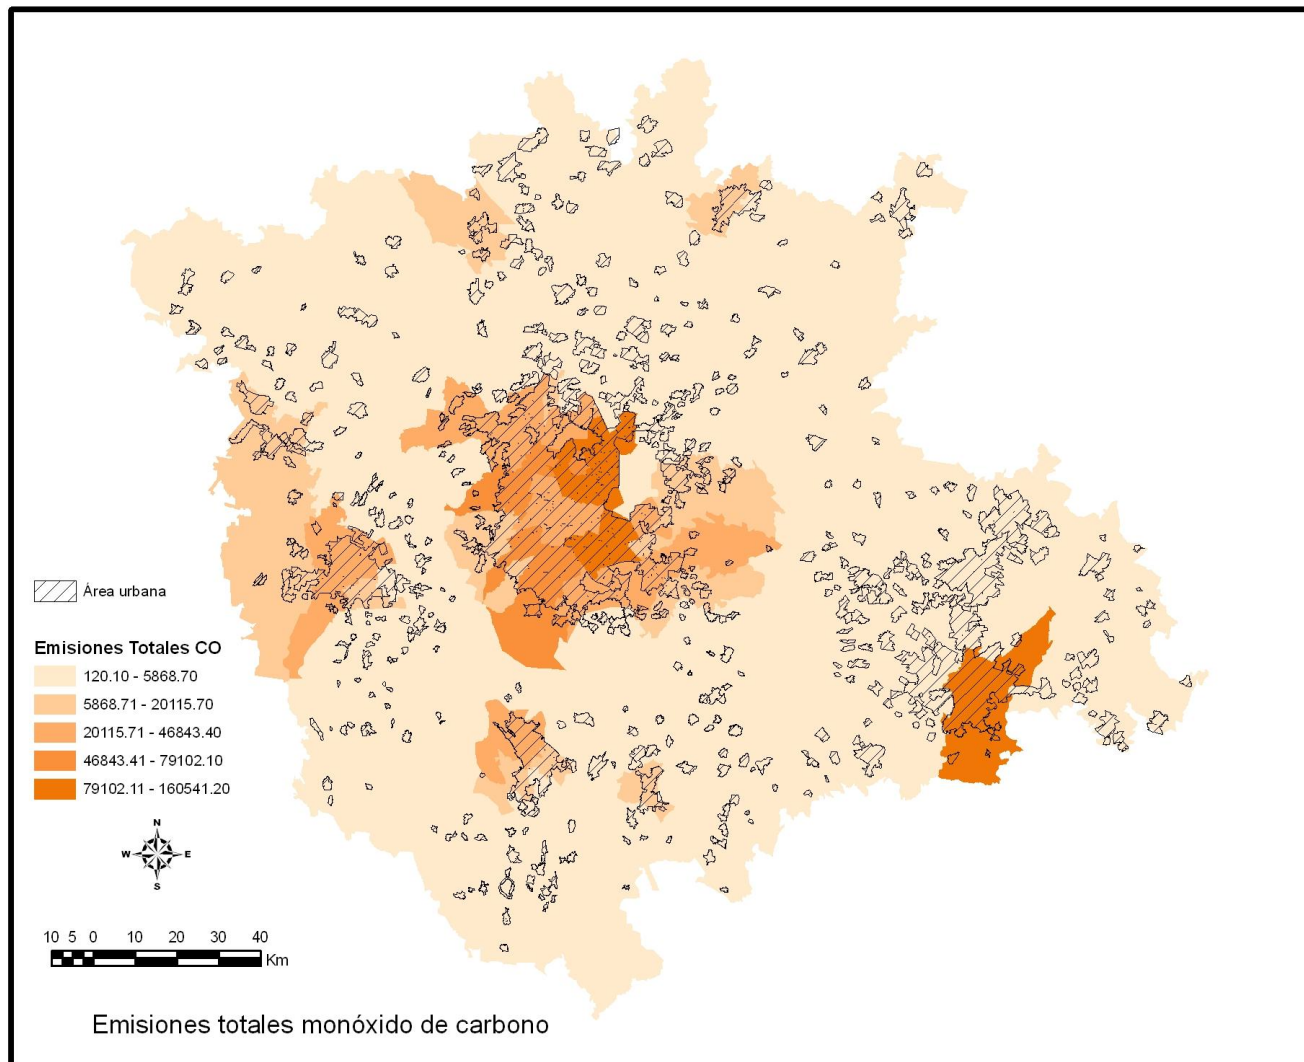 Área urbana
Emisiones Totales CO
120.10 - 5868.70
5868.71 - 20115.70
20115.71 - 46843.40
46843.41 - 79102.10
79102.11 - 160541.20
N
W E
S
10 5 0 10 20 30 40
Km
Emisiones totales monóxido de carbono